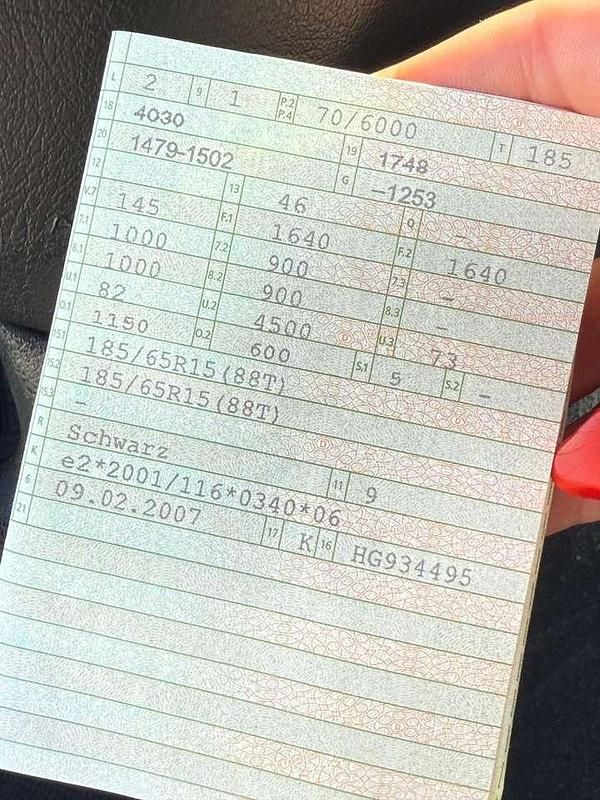 L 2 9 1 P.2 P.4 70/6000 T 185
18 4030 19 1748
20 1479-1502 G -1253
12 - 13 46 Q -
V.7 145 F.1 1640 F.2 1640
7.1 1000 7.2 900 7.3 -
8.1 1000 8.2 900 8.3 -
U.1 82 U.2 4500 U.3 73
O.1 1150 O.2 600 S.1 5 S.2 -
15.1 185/65R15(88T)
15.2 185/65R15(88T)
15.3 -
R Schwarz 11 9
K e2*2001/116*0340*06
6 09.02.2007 17 K 16 HG934495
21